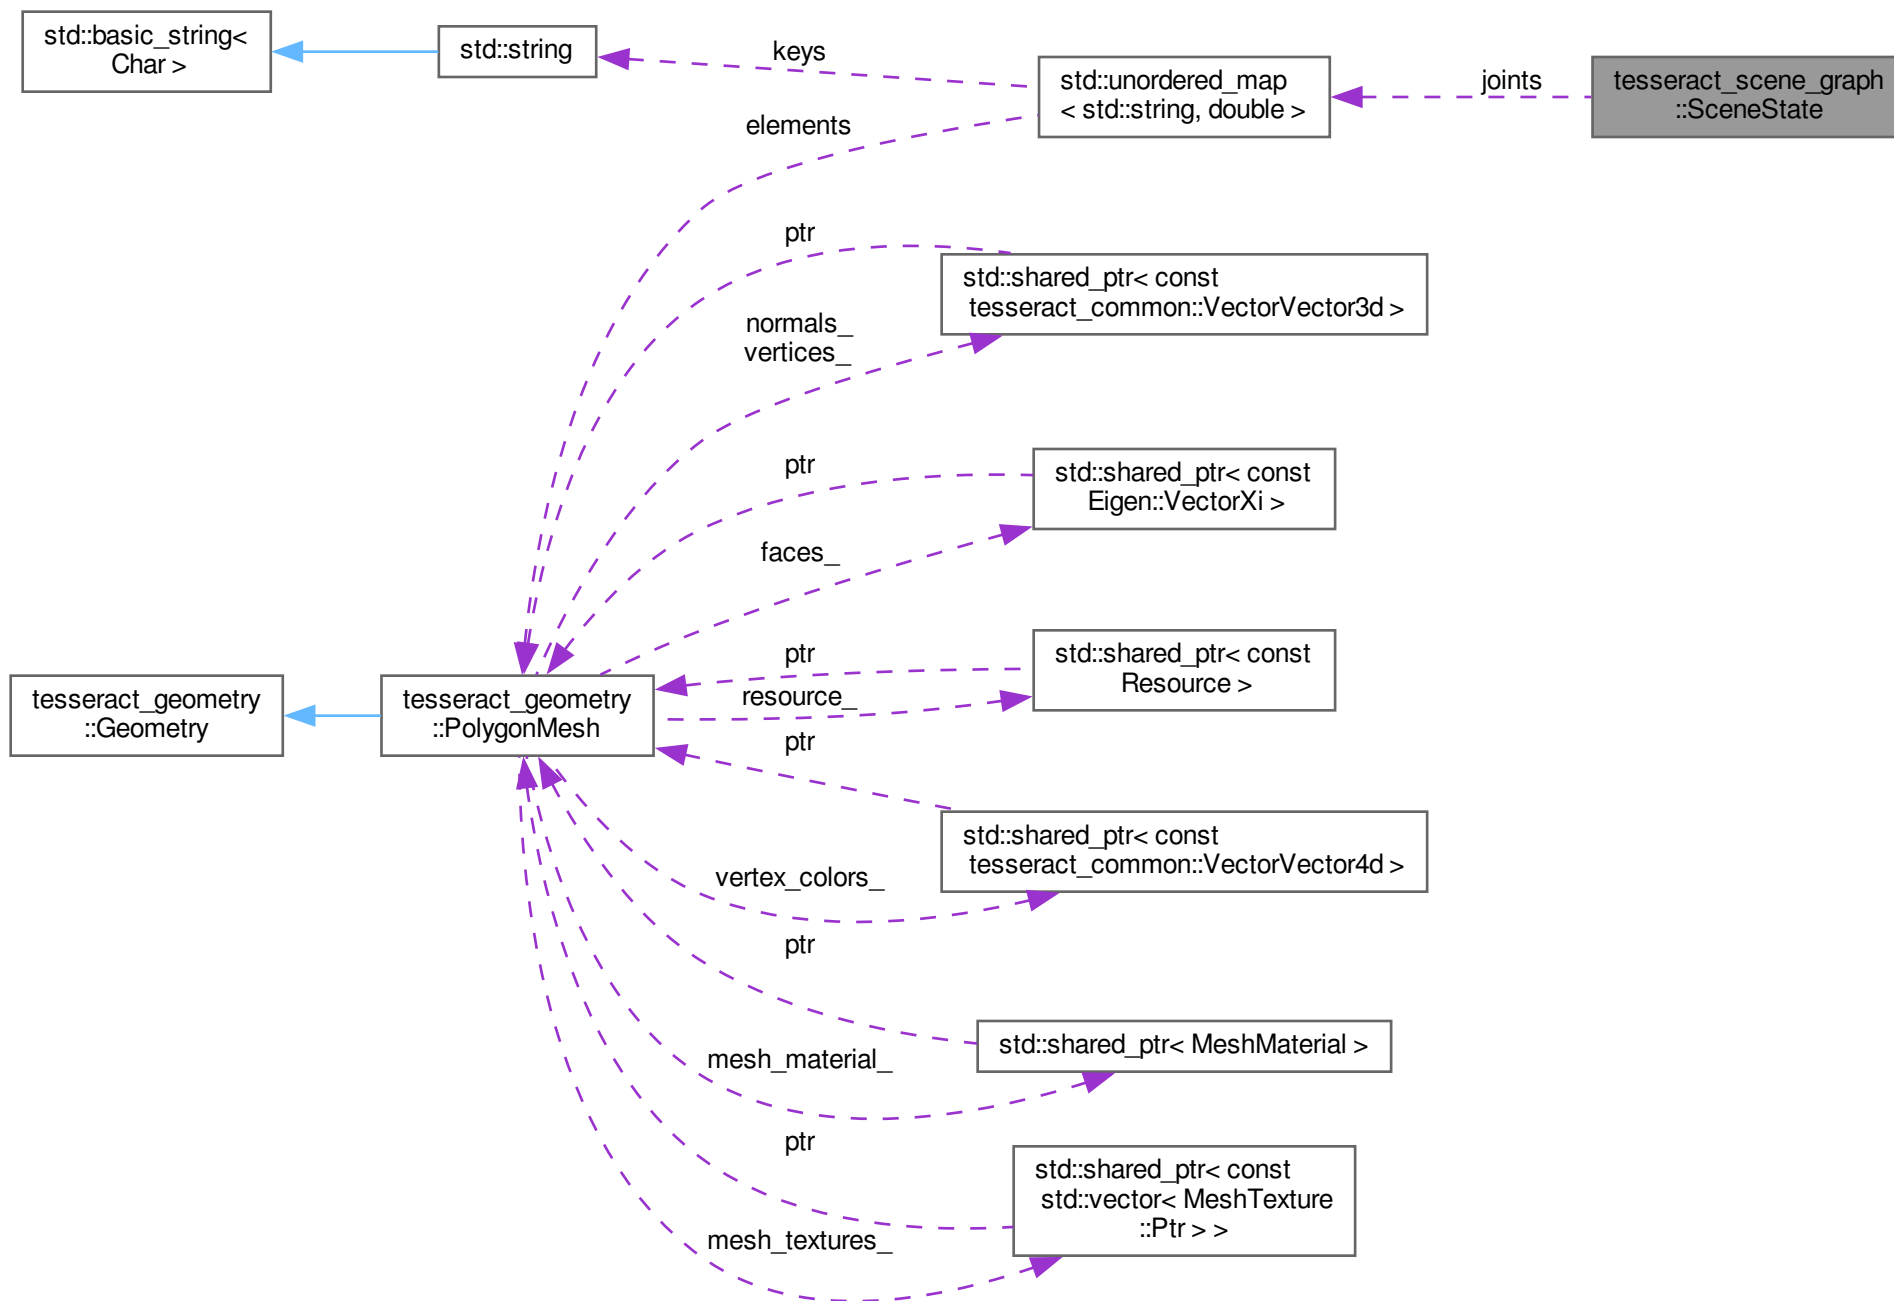 std::basic_string<
Char >
std::string
keys
std::unordered_map
< std::string, double >
joints
tesseract_scene_graph
::SceneState
elements
ptr
std::shared_ptr< const
tesseract_common::VectorVector3d >
normals_
vertices_
ptr
std::shared_ptr< const
Eigen::VectorXi >
faces_
ptr
std::shared_ptr< const
Resource >
tesseract_geometry
::Geometry
tesseract_geometry
::PolygonMesh
resource_
ptr
std::shared_ptr< const
tesseract_common::VectorVector4d >
vertex_colors_
ptr
std::shared_ptr< MeshMaterial >
mesh_material_
ptr
std::shared_ptr< const
std::vector< MeshTexture
::Ptr > >
mesh_textures_